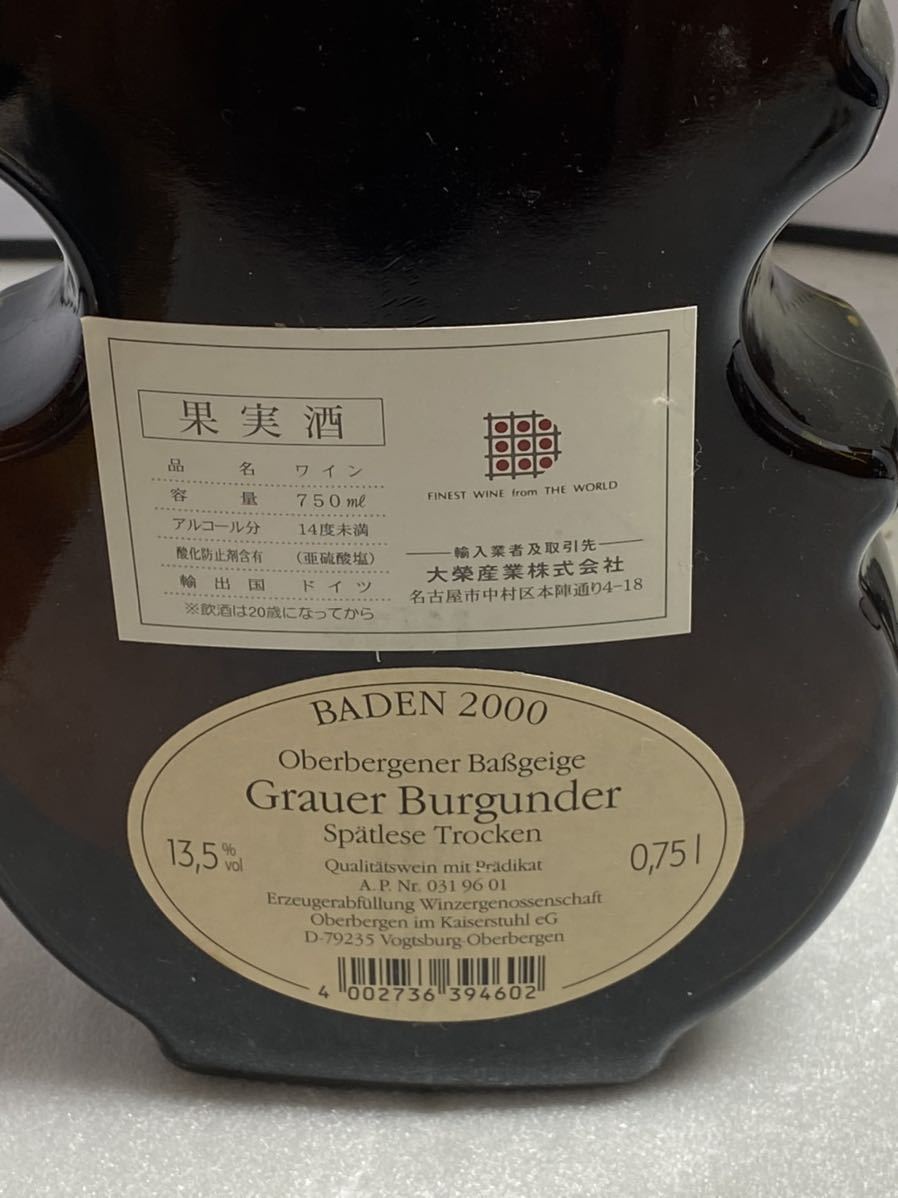 果実酒
品名 ワイン
容量 750㎖
アルコール分 14度未満
酸化防止剤含有 (亜硫酸塩)
輸出国 ドイツ
※飲酒は20歳になってから
FINEST WINE from THE WORLD
輸入業者及取引先
大榮産業株式会社
名古屋市中村区本陣通り4-18
BADEN 2000
Oberbergener Baßgeige
Grauer Burgunder
Spätlese Trocken
13,5 % vol
0,75 l
Qualitätswein mit Prädikat
A. P. Nr. 031 96 01
Erzeugerabfüllung Winzergenossenschaft
Oberbergen im Kaiserstuhl eG
D-79235 Vogtsburg-Oberbergen
4 002736 394602